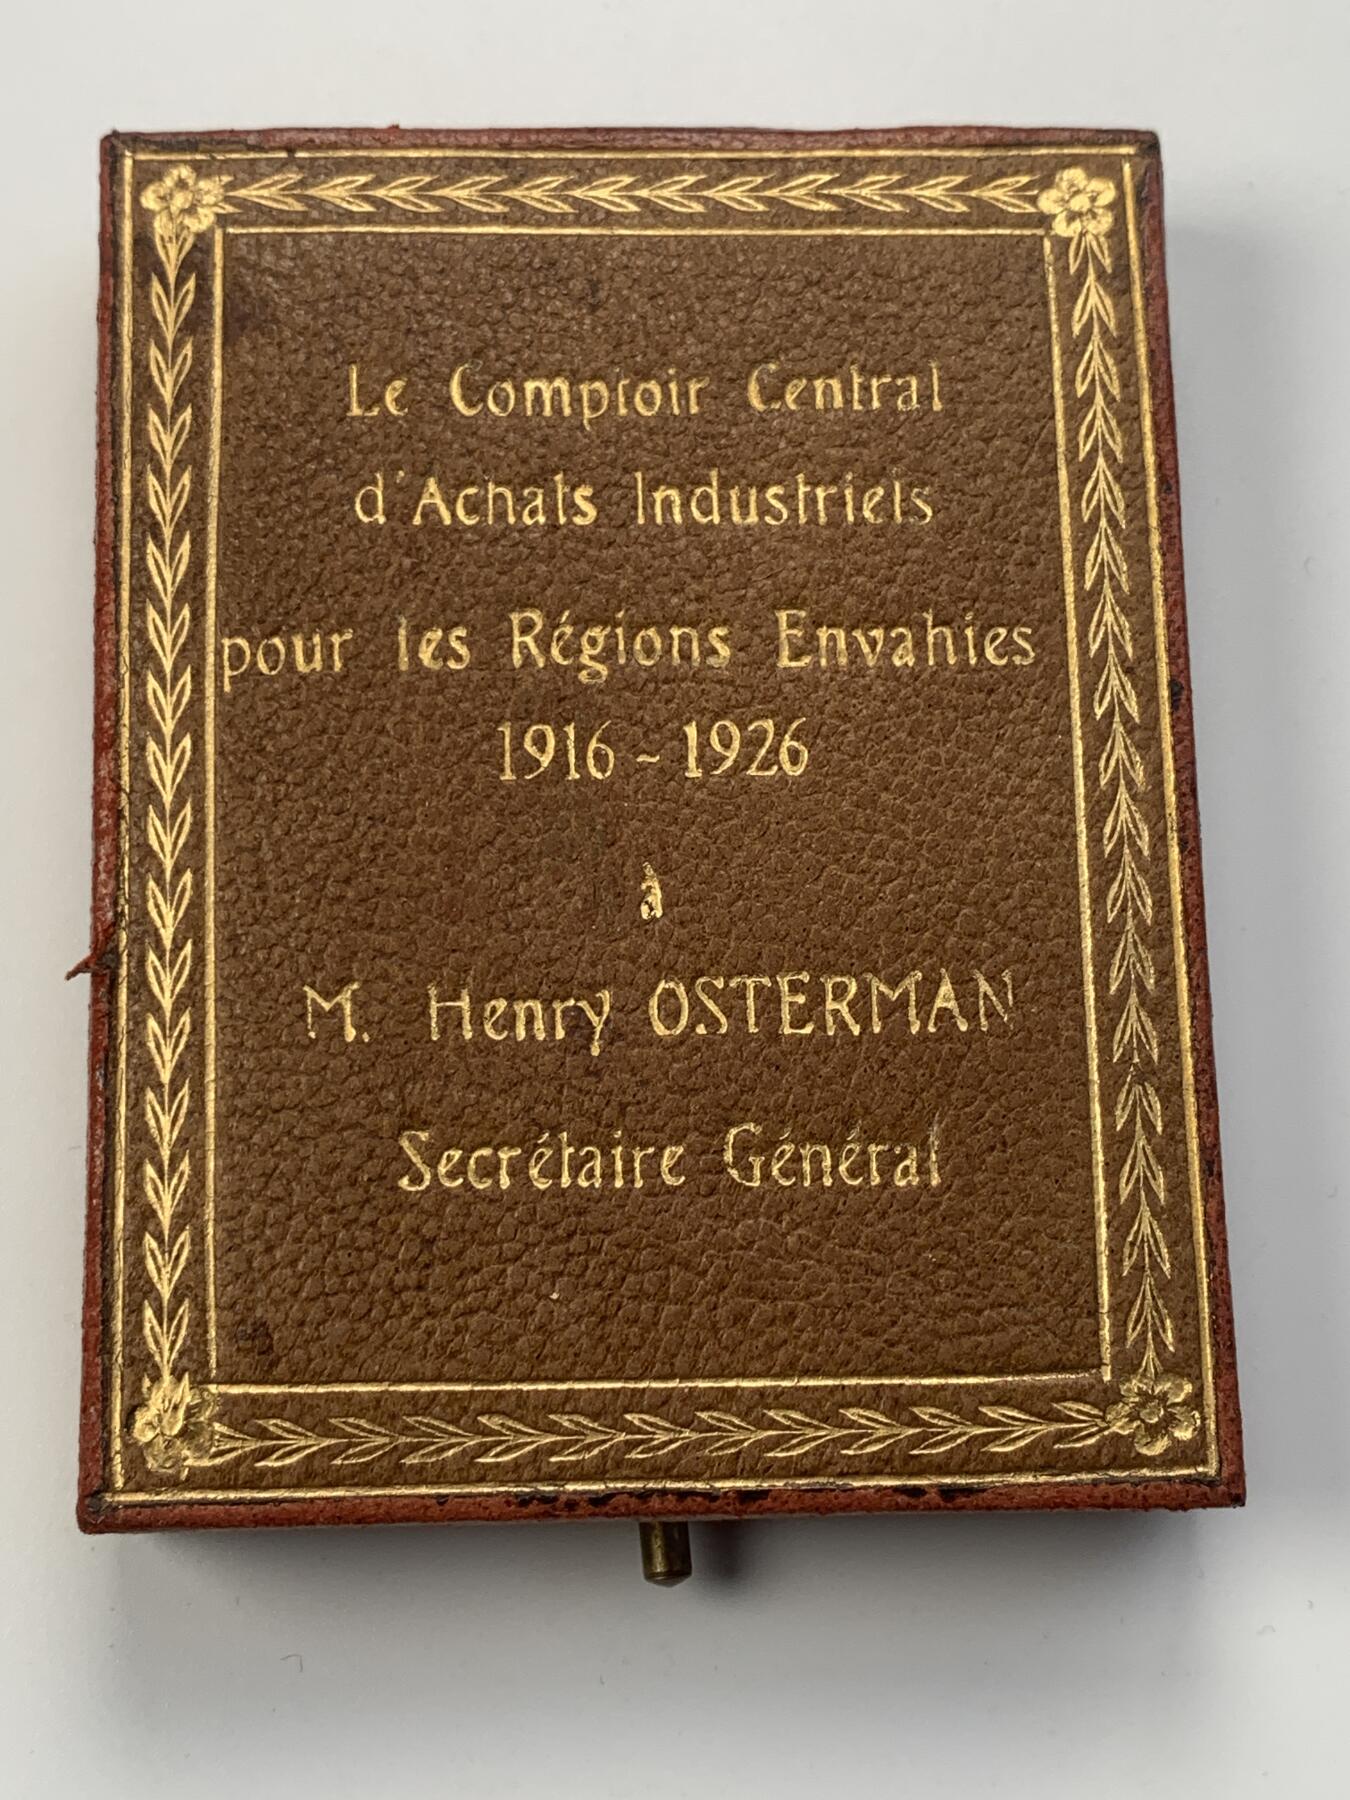 Le Comptoir Central
d'Achats Industriels
pour les Régions Envahies
1916 - 1926
à
M. Henry OSTERMAN
Secrétaire Général